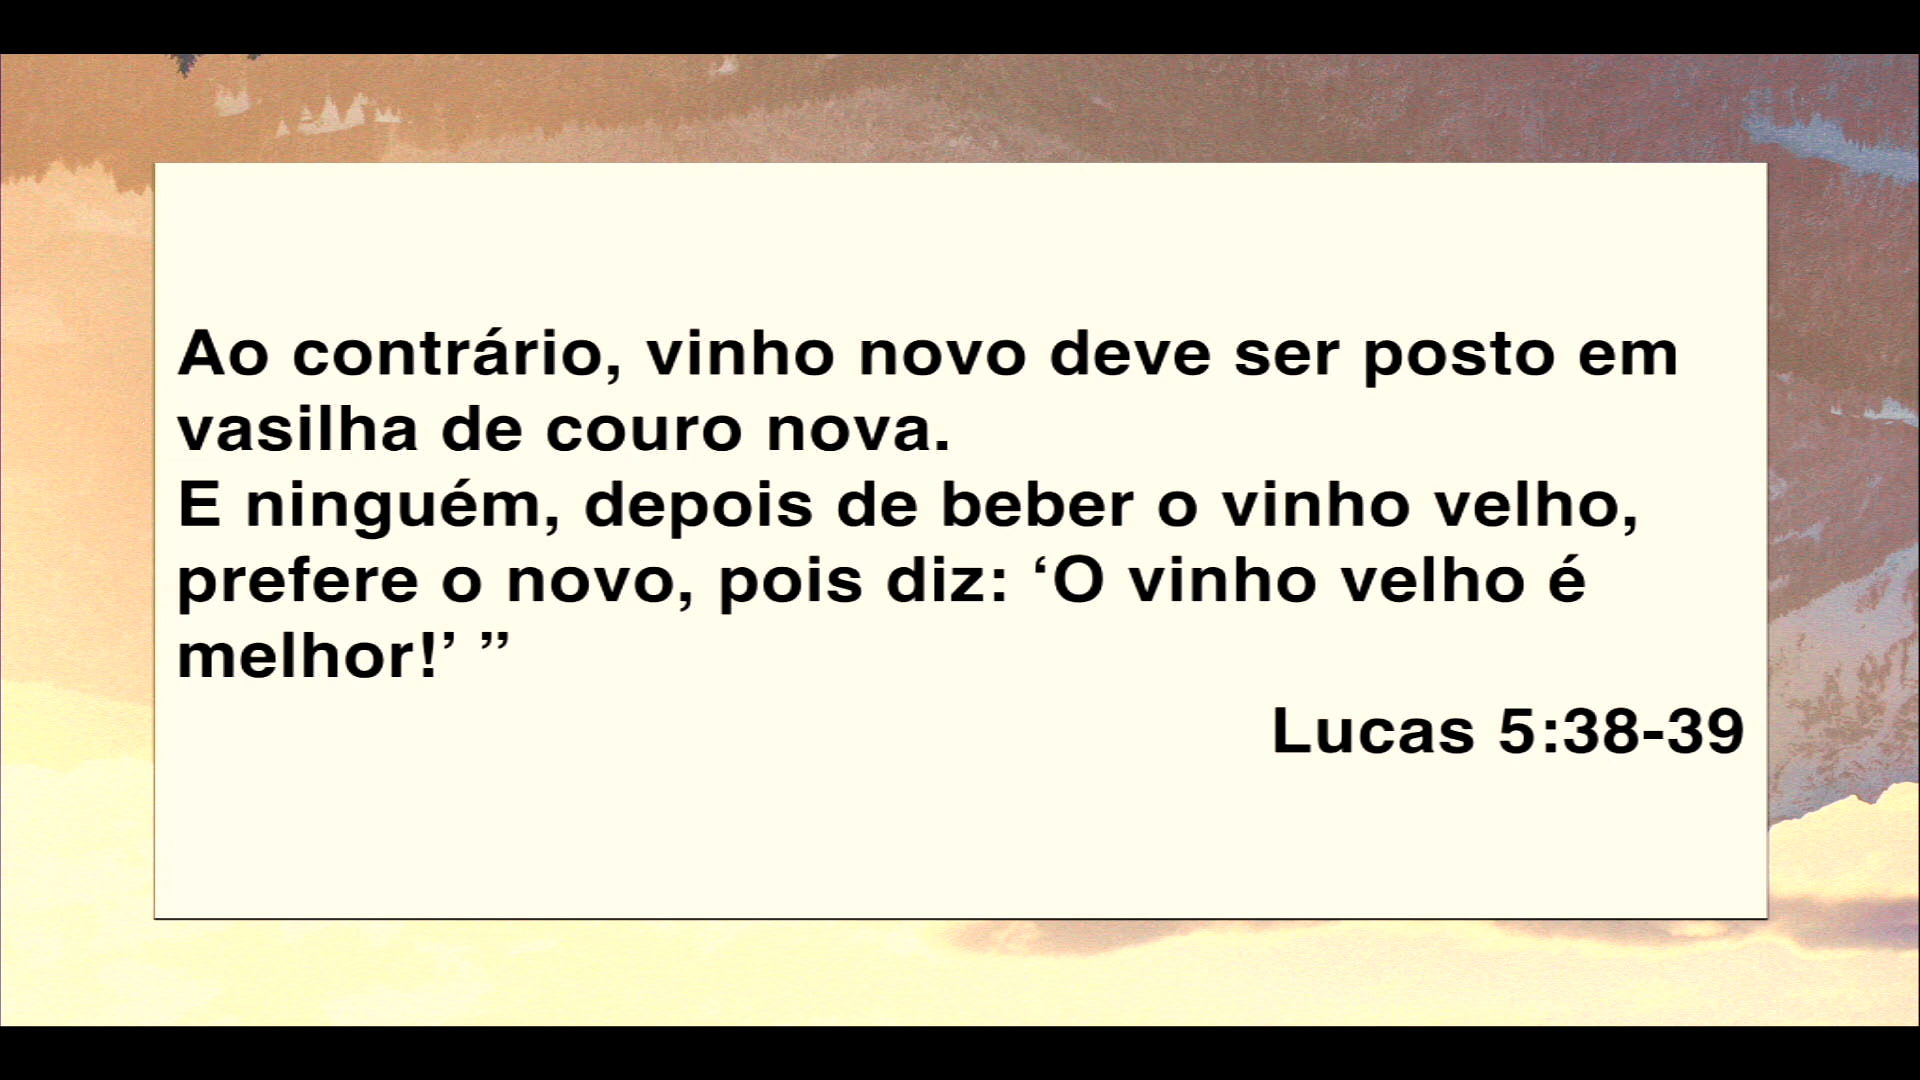 Ao contrário, vinho novo deve ser posto em
vasilha de couro nova.
E ninguém, depois de beber o vinho velho,
prefere o novo, pois diz: ‘O vinho velho é
melhor!’ ”
Lucas 5:38-39